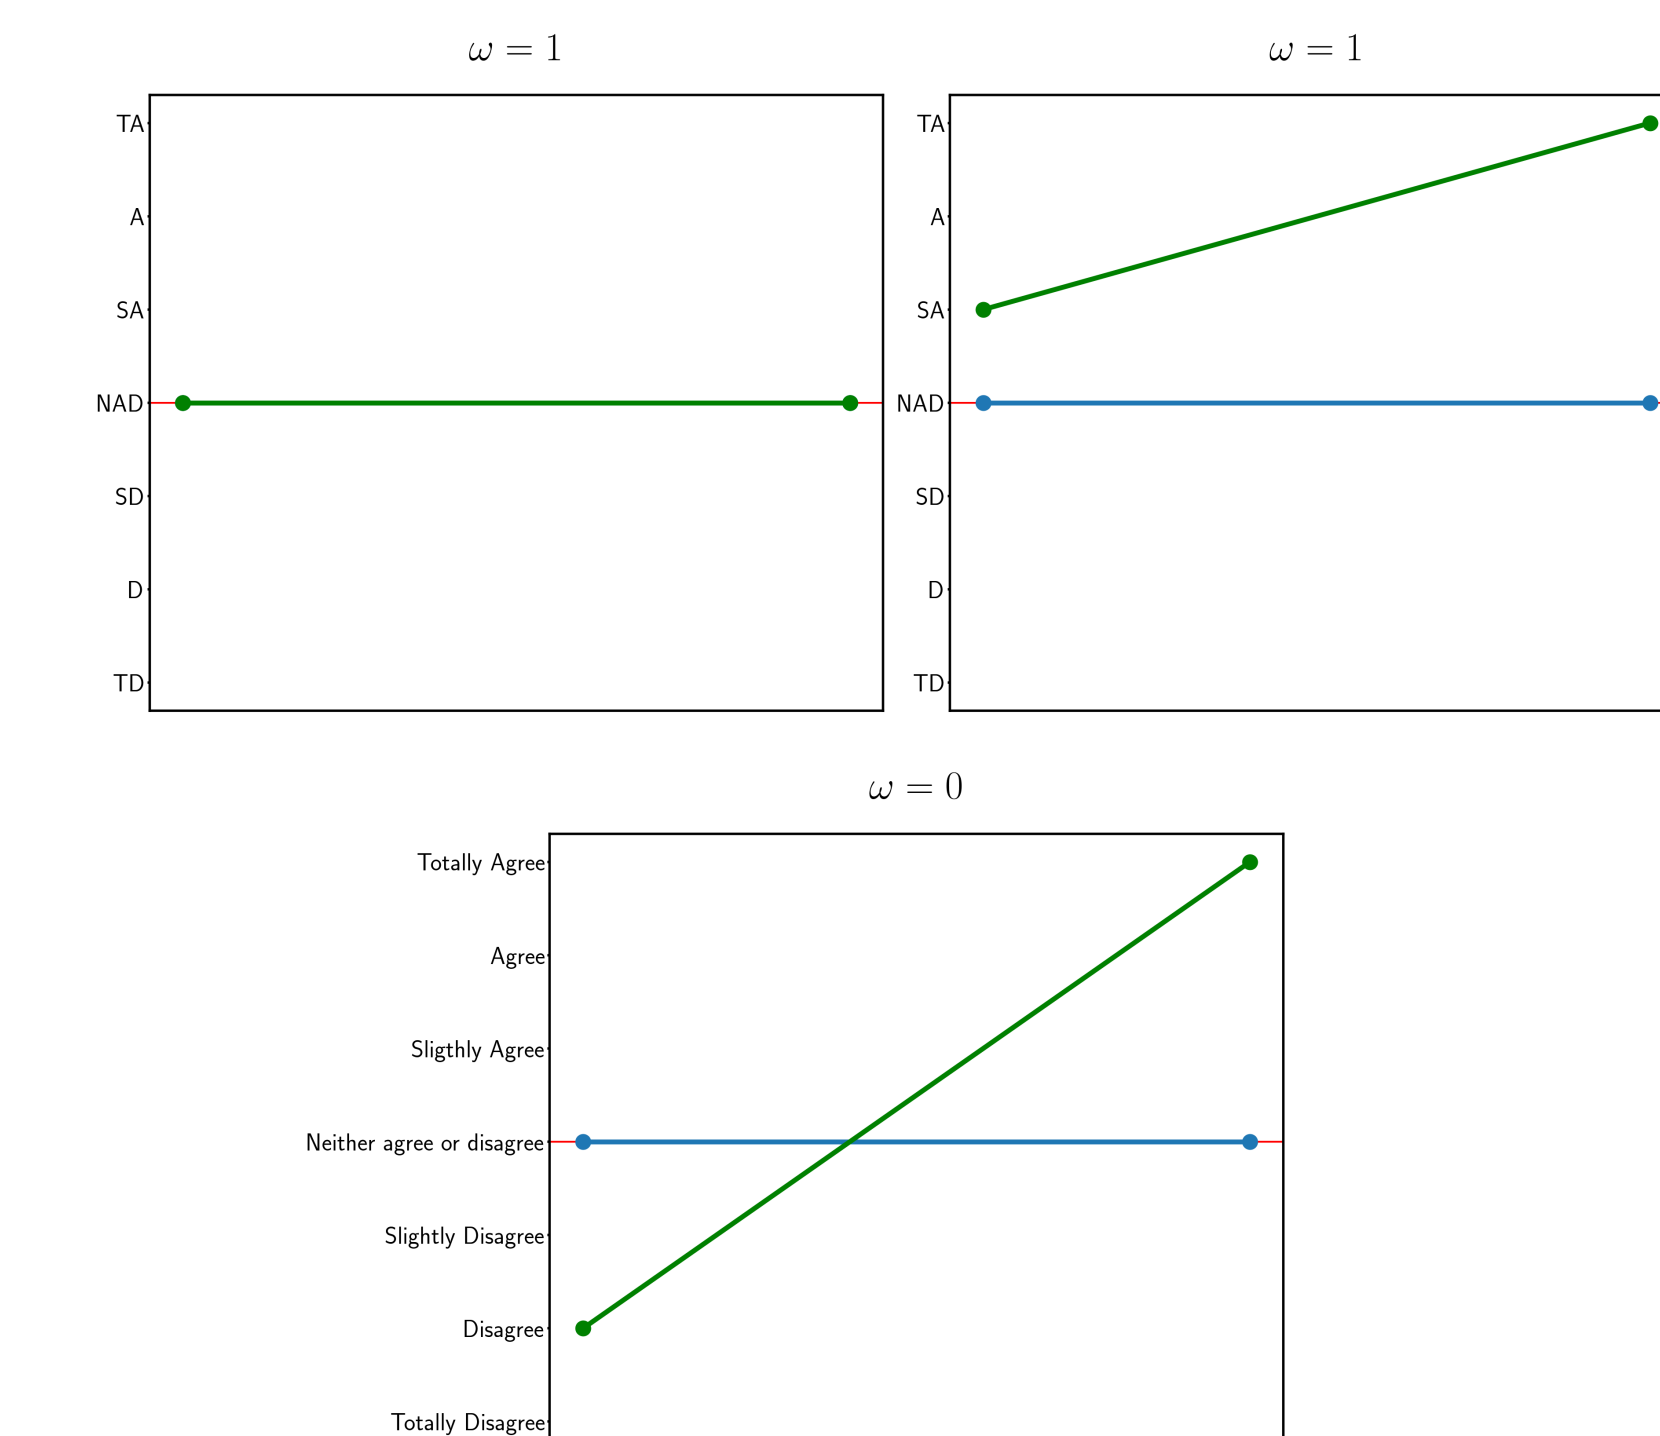 ω = 1
TA
A
SA
NAD
SD
D
TD
ω = 1
TA
A
SA
NAD
SD
D
TD
ω = 0
Totally Agree
Agree
Sligthly Agree
Neither agree or disagree
Slightly Disagree
Disagree
Totally Disagree